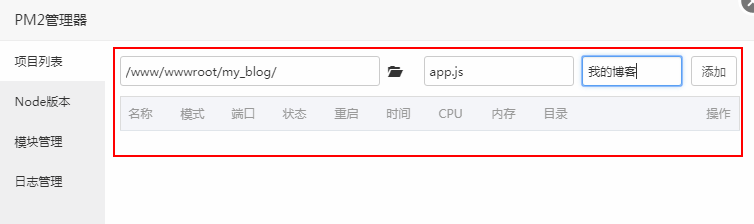 PM2管理器
项目列表
/www/wwwroot/my_blog/ app.js 我的博客 添加
Node版本
名称 模式 端口 状态 重启 时间 CPU 内存 目录 操作
模块管理
日志管理